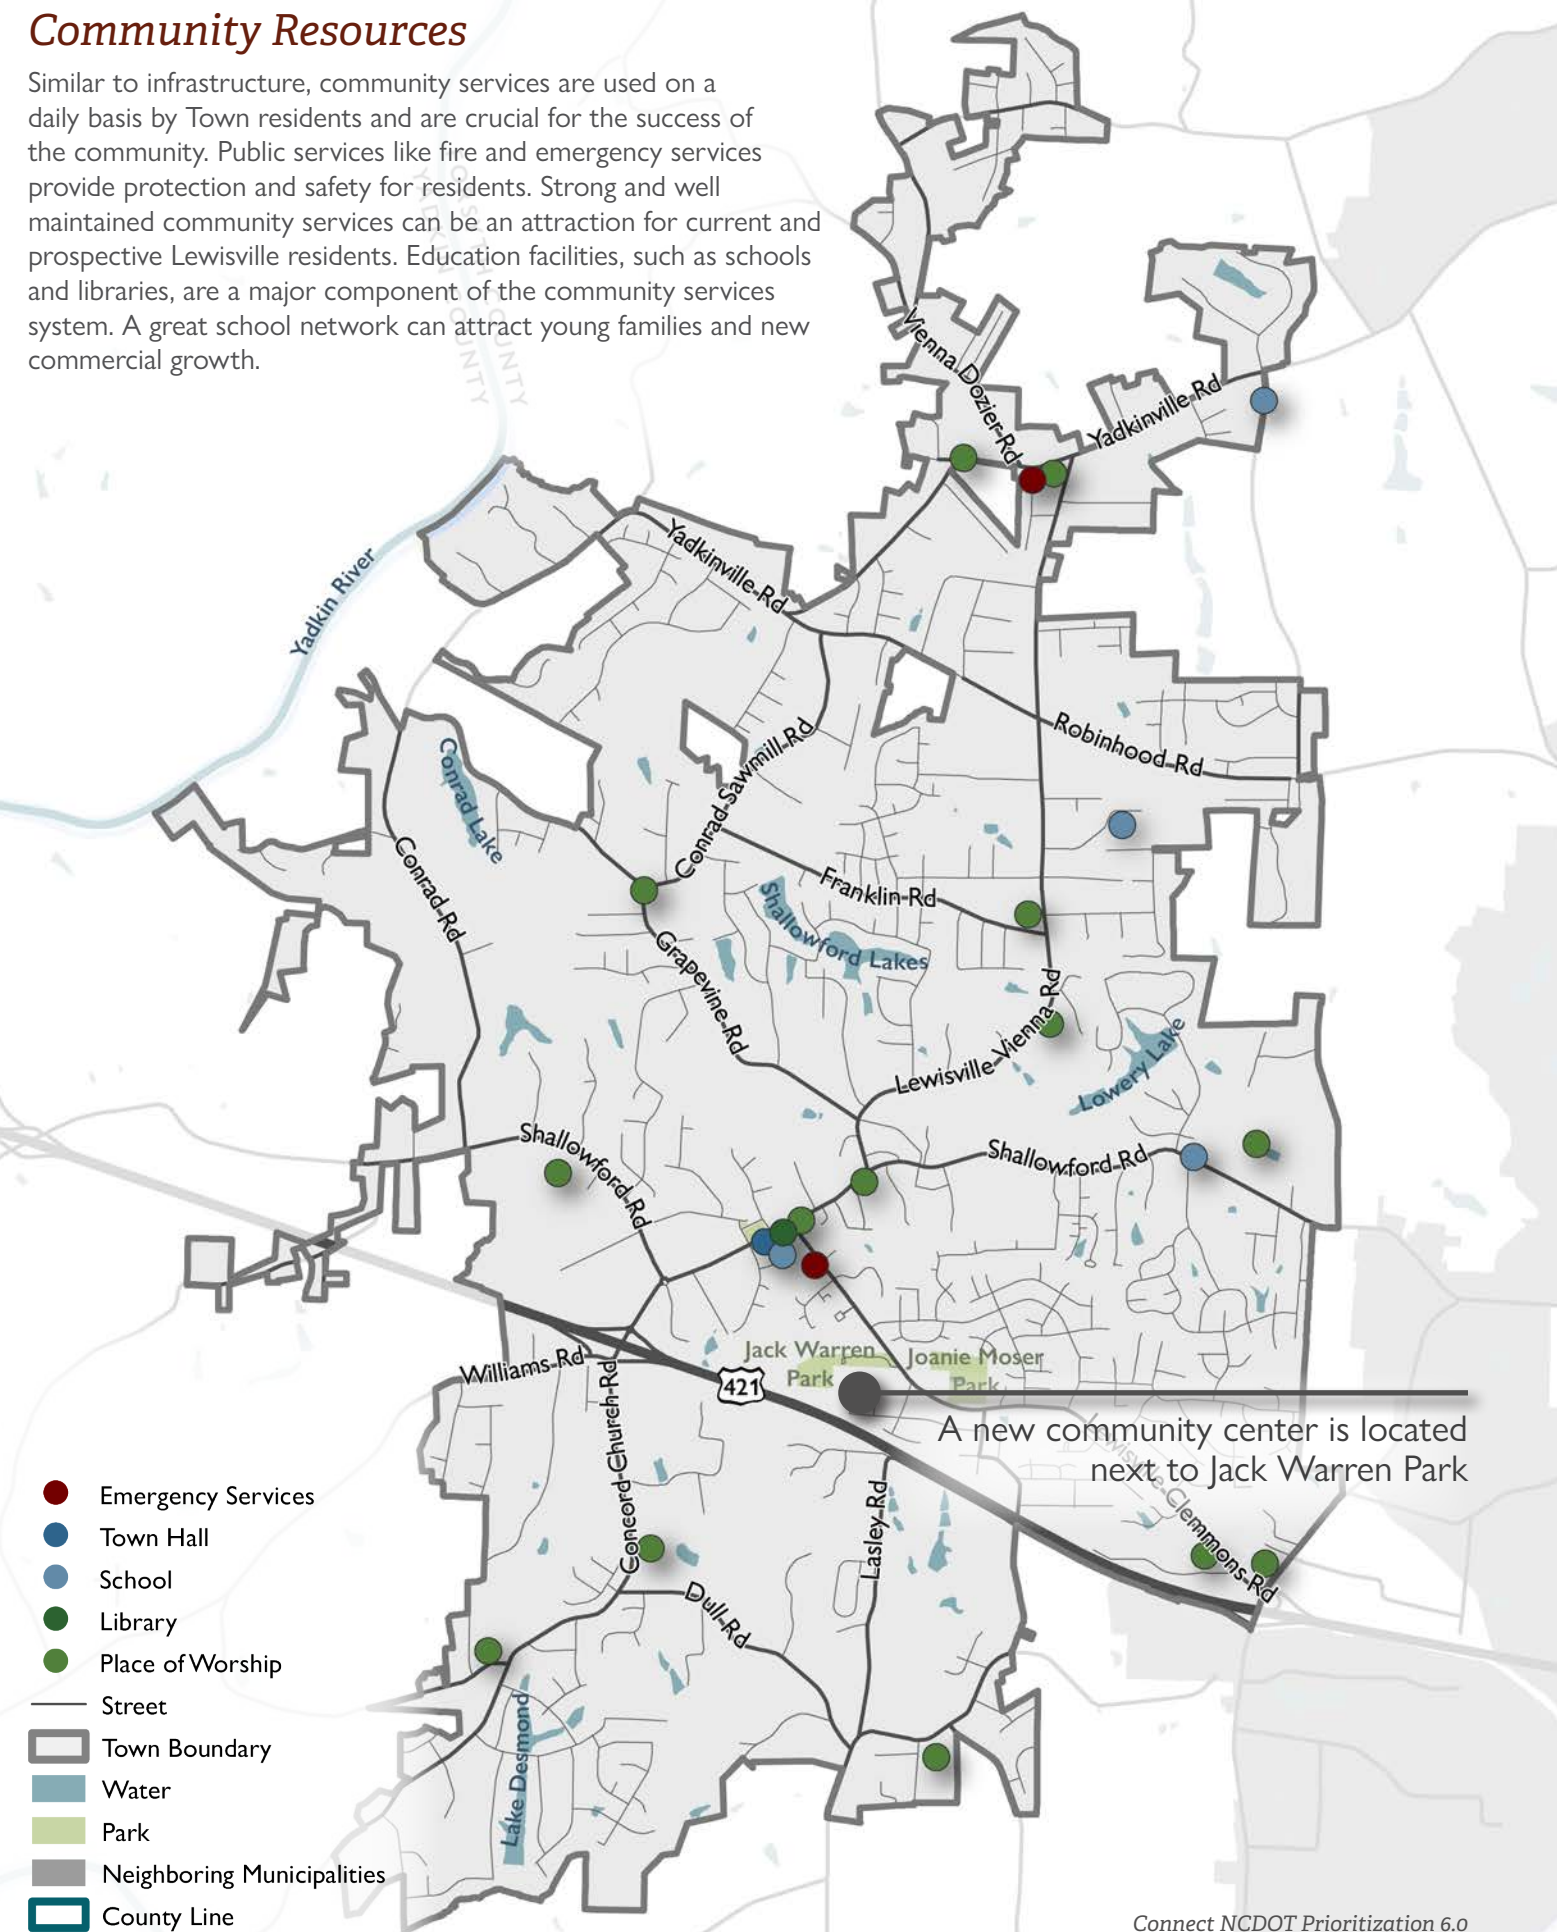 Community Resources
Similar to infrastructure, community services are used on a
daily basis by Town residents and are crucial for the success of
the community. Public services like fire and emergency services
provide protection and safety for residents. Strong and well
maintained community services can be an attraction for current and
prospective Lewisville residents. Education facilities, such as schools
and libraries, are a major component of the community services
system. A great school network can attract young families and new
commercial growth.
YADKIN COUNTY
FORSYTH COUNTY
Vienna Dozier Rd
Yadkinville Rd
Yadkinville Rd
Yadkin River
Robinhood Rd
Conrad Sawmill Rd
Conrad Lake
Conrad Rd
Franklin Rd
Shallowford Lakes
Grapevine Rd
Lewisville Vienna Rd
Lowery Lake
Shallowford Rd
Shallowford Rd
Jack Warren
Park
Joanie Moser
Park
Williams Rd
421
Concord Church Rd
A new community center is located
next to Jack Warren Park
Lewisville-Clemmons Rd
Lasley Rd
Dull Rd
Lake Desmond
Emergency Services
Town Hall
School
Library
Place of Worship
Street
Town Boundary
Water
Park
Neighboring Municipalities
County Line
Connect NCDOT Prioritization 6.0